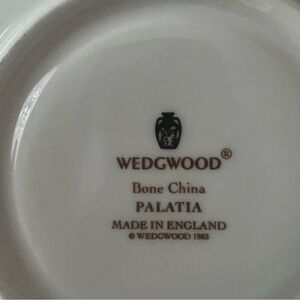 WEDGWOOD®
Bone China
PALATIA
MADE IN ENGLAND
© WEDGWOOD 1983